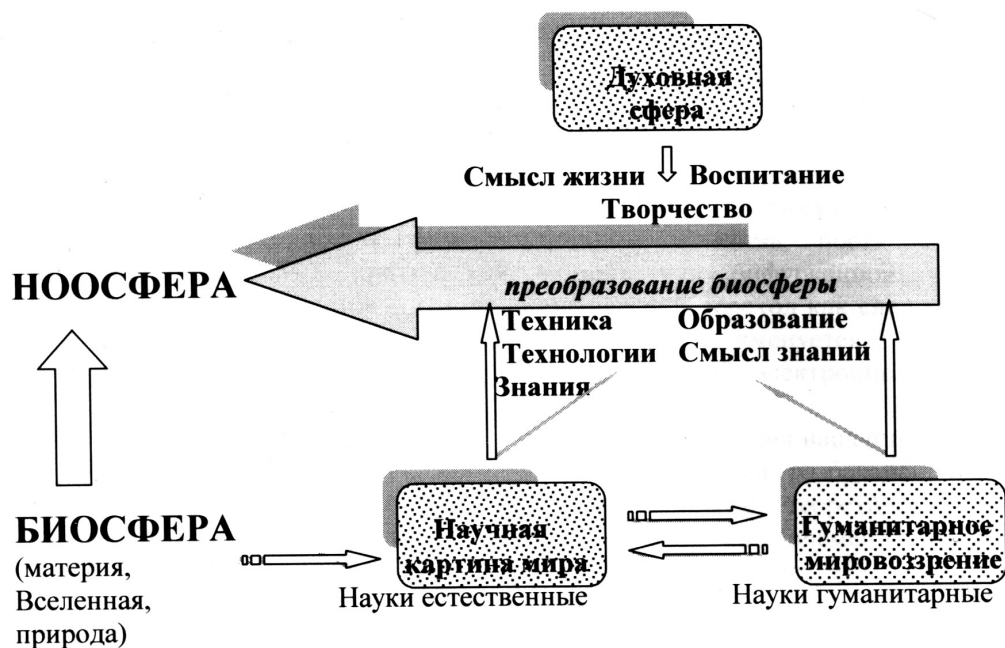 Духовная
сфера
Смысл жизни Воспитание
Творчество
НООСФЕРА
преобразование биосферы
Техника Образование
Технологии Смысл знаний
Знания
БИОСФЕРА
(материя,
Вселенная,
природа)
Научная
картина мира
Науки естественные
Гуманитарное
мировоззрение
Науки гуманитарные